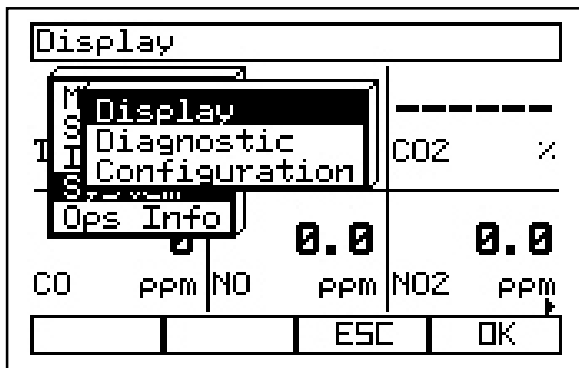 Display
Display
Diagnostic
Configuration
CO2 %
Ops Info
0 0.0 0.0
CO ppm NO ppm NO2 ppm
ESC OK